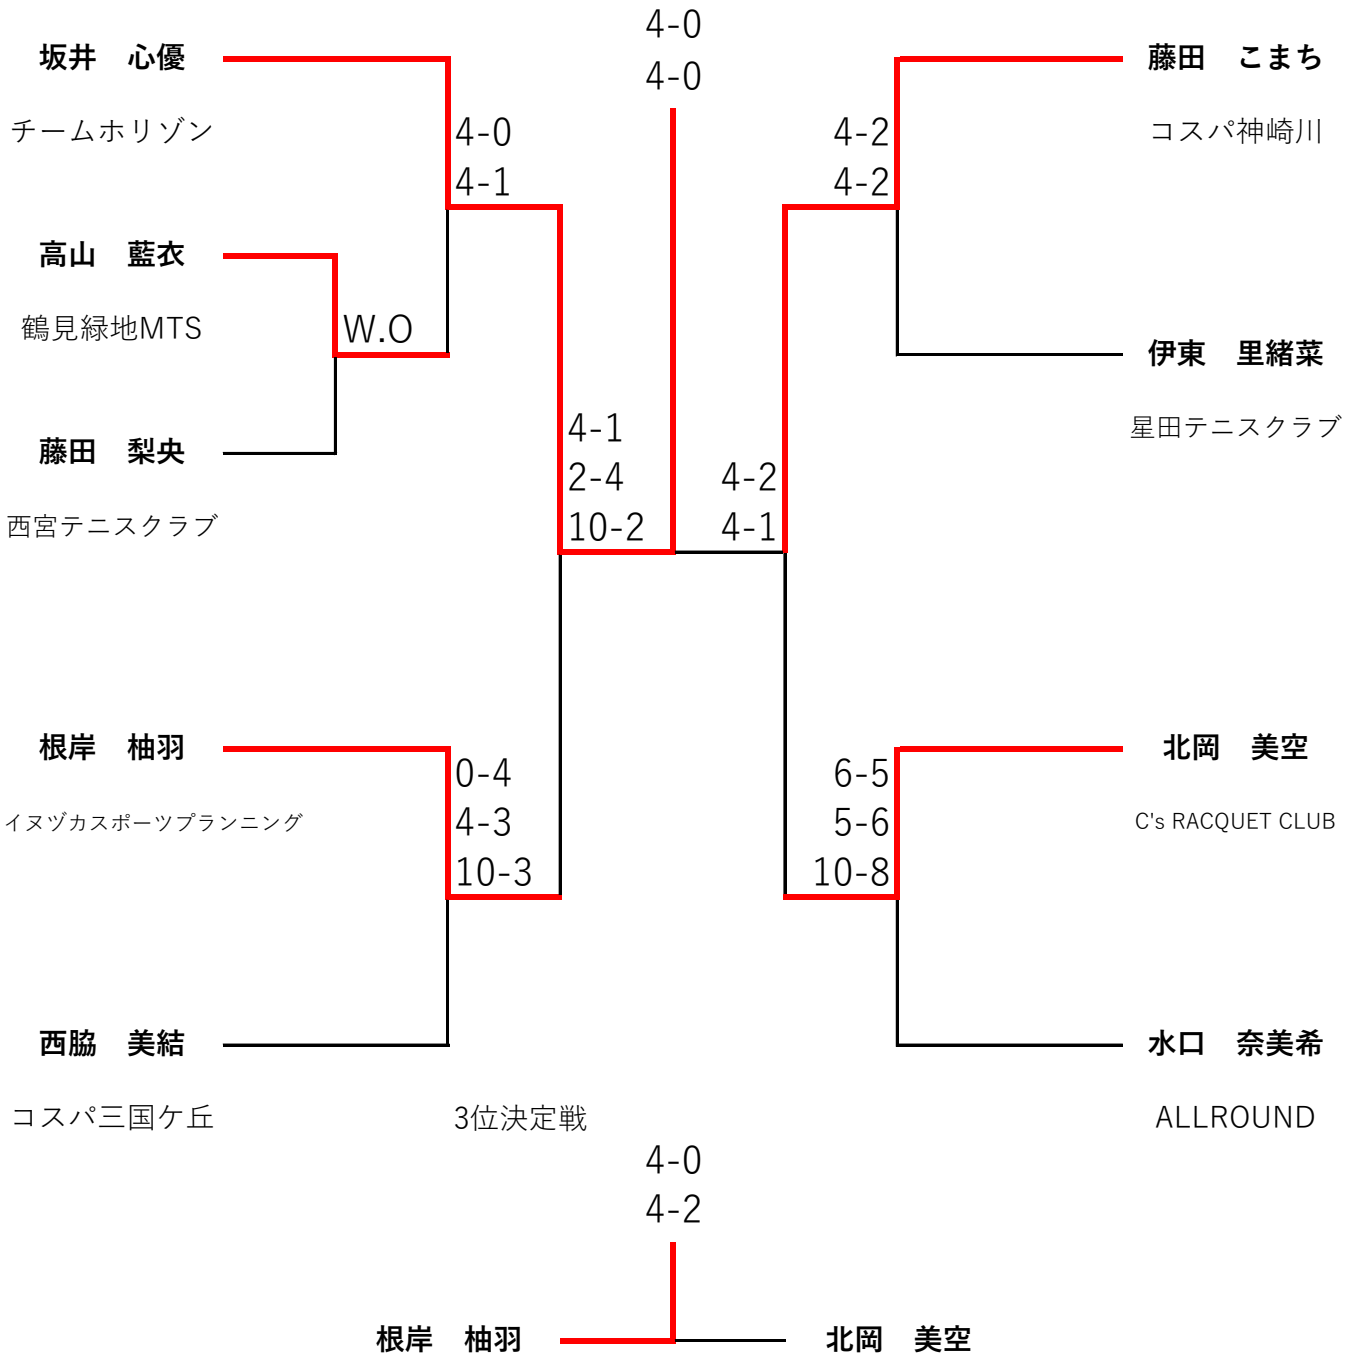 4-0
4-0
坂井　心優
チームホリゾン
4-0
4-1
高山　藍衣
鶴見緑地MTS
W.O
藤田　梨央
西宮テニスクラブ
4-1
2-4
10-2
根岸　柚羽
イヌヅカスポーツプランニング
0-4
4-3
10-3
西脇　美結
コスパ三国ケ丘
藤田　こまち
コスパ神崎川
4-2
4-2
伊東　里緒菜
星田テニスクラブ
4-2
4-1
北岡　美空
C's RACQUET CLUB
6-5
5-6
10-8
水口　奈美希
ALLROUND
3位決定戦
4-0
4-2
根岸　柚羽
北岡　美空